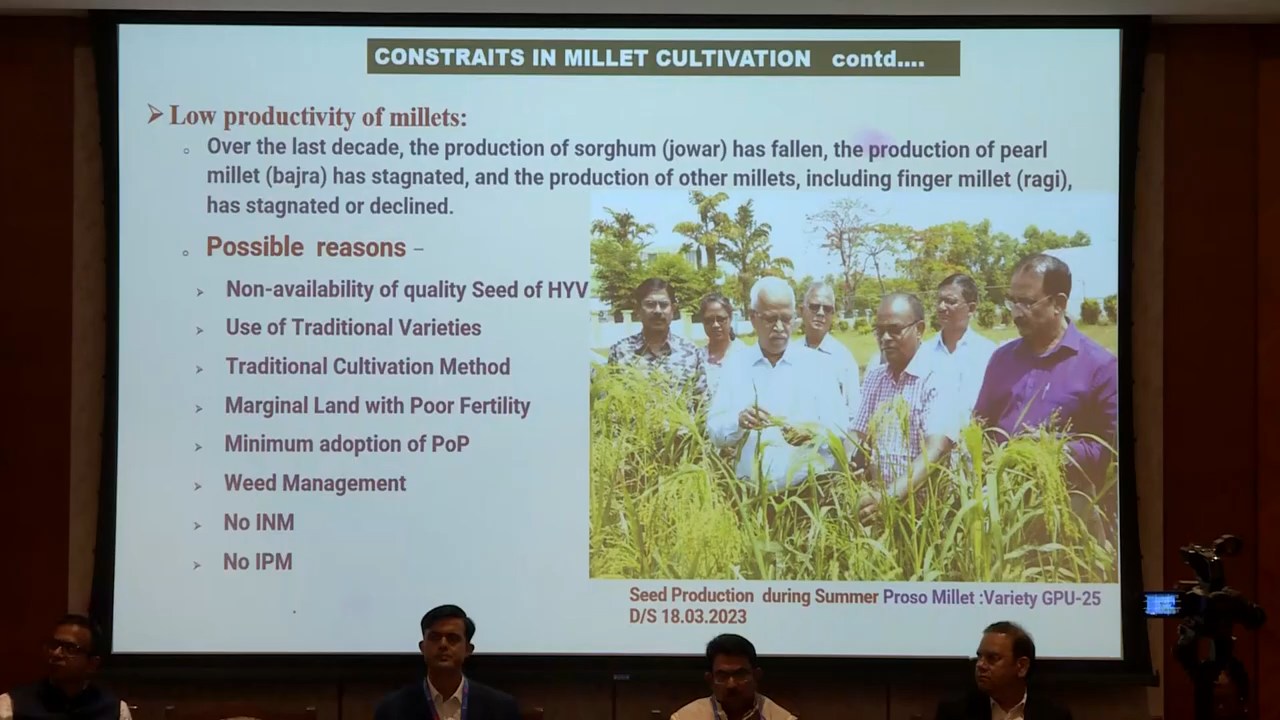 CONSTRAITS IN MILLET CULTIVATION contd....
Low productivity of millets:
Over the last decade, the production of sorghum (jowar) has fallen, the production of pearl
millet (bajra) has stagnated, and the production of other millets, including finger millet (ragi),
has stagnated or declined.
Possible reasons –
Non-availability of quality Seed of HYV
Use of Traditional Varieties
Traditional Cultivation Method
Marginal Land with Poor Fertility
Minimum adoption of PoP
Weed Management
No INM
No IPM
Seed Production during Summer Proso Millet :Variety GPU-25
D/S 18.03.2023